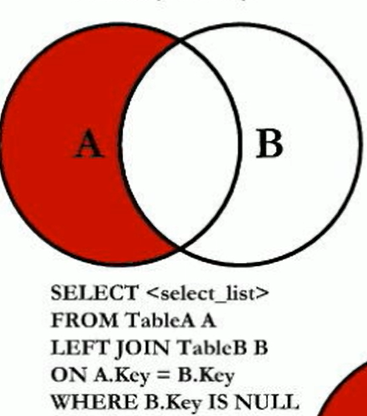 A B
SELECT <select_list>
FROM TableA A
LEFT JOIN TableB B
ON A.Key = B.Key
WHERE B.Key IS NULL